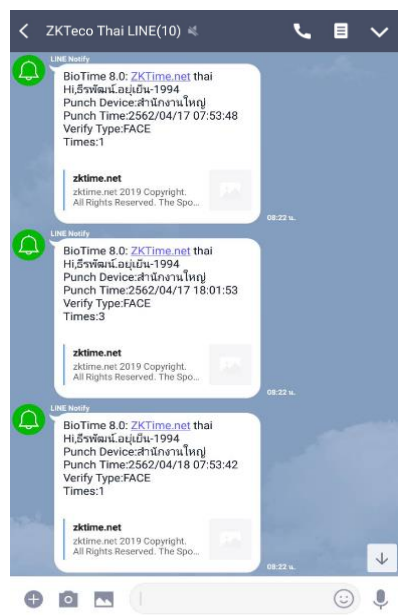 ZKTeco Thai LINE(10)
LINE Notify
BioTime 8.0: ZKTime.net thai
Hi,ธีรพัฒน์.อยู่เย็น-1994
Punch Device:สำนักงานใหญ่
Punch Time:2562/04/17 07:53:48
Verify Type:FACE
Times:1
zktime.net
zktime.net 2019 Copyright.
All Rights Reserved. The Spo...
08:22 น.
LINE Notify
BioTime 8.0: ZKTime.net thai
Hi,ธีรพัฒน์.อยู่เย็น-1994
Punch Device:สำนักงานใหญ่
Punch Time:2562/04/17 18:01:53
Verify Type:FACE
Times:3
zktime.net
zktime.net 2019 Copyright.
All Rights Reserved. The Spo...
08:22 น.
LINE Notify
BioTime 8.0: ZKTime.net thai
Hi,ธีรพัฒน์.อยู่เย็น-1994
Punch Device:สำนักงานใหญ่
Punch Time:2562/04/18 07:53:42
Verify Type:FACE
Times:1
zktime.net
zktime.net 2019 Copyright.
All Rights Reserved. The Spo...
08:22 น.